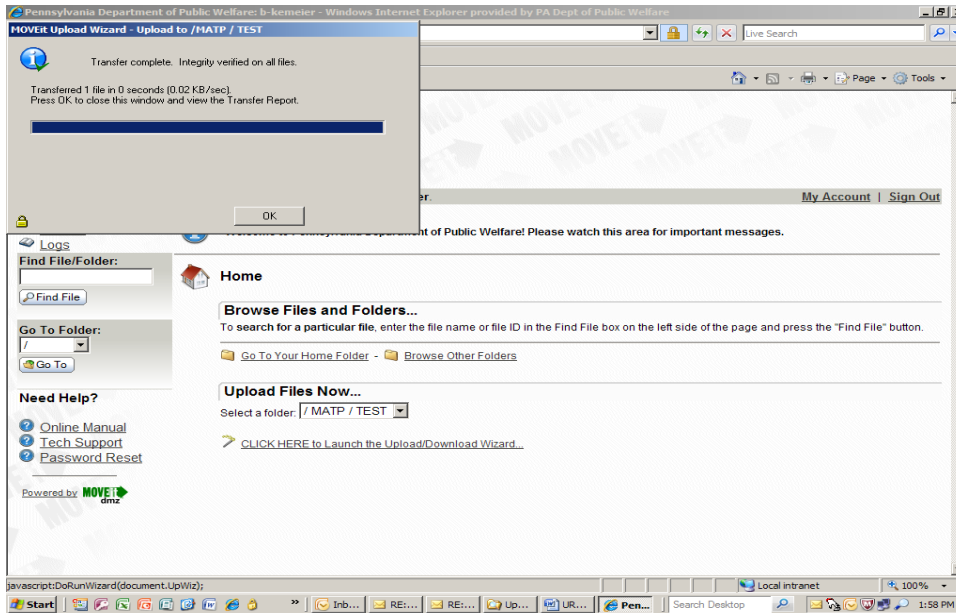 Pennsylvania Department of Public Welfare: b-kemeier - Windows Internet Explorer provided by PA Dept of Public Welfare
MOVEit Upload Wizard - Upload to /MATP / TEST
Live Search
Transfer complete. Integrity verified on all files.
Transferred 1 file in 0 seconds (0.02 KB/sec).
Press OK to close this window and view the Transfer Report.
OK
Page
Tools
My Account | Sign Out
Logs
nt of Public Welfare! Please watch this area for important messages.
Find File/Folder:
Find File
Go To Folder:
/
Go To
Need Help?
Online Manual
Tech Support
Password Reset
Powered by MOVEit dmz
Home
Browse Files and Folders...
To search for a particular file, enter the file name or file ID in the Find File box on the left side of the page and press the "Find File" button.
Go To Your Home Folder - Browse Other Folders
Upload Files Now...
Select a folder: / MATP / TEST
CLICK HERE to Launch the Upload/Download Wizard...
javascript:DoRunWizard(document.UpWiz);
Local intranet
100%
Start
»
Inb...
RE:...
RE:...
Up...
UR...
Pen...
Search Desktop
1:58 PM